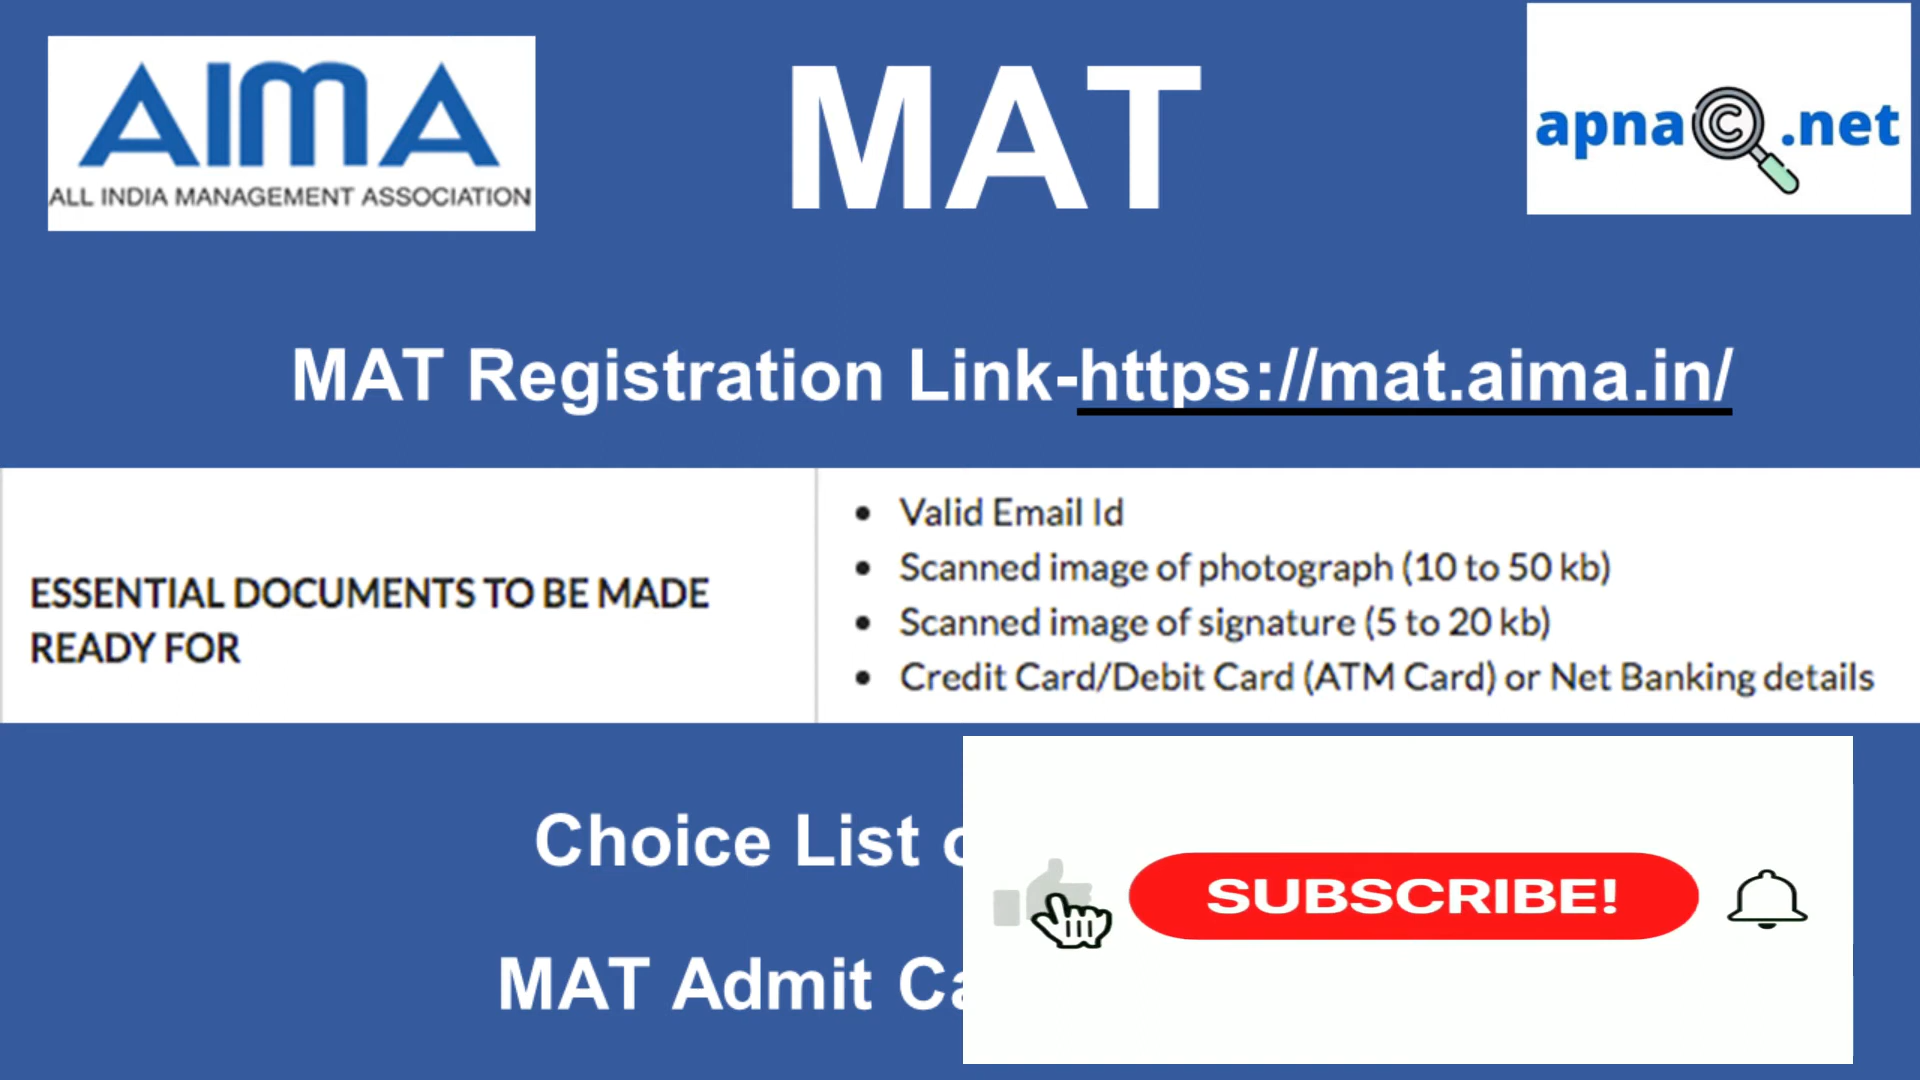 AIMA
ALL INDIA MANAGEMENT ASSOCIATION
MAT
apna .net
MAT Registration Link-https://mat.aima.in/
ESSENTIAL DOCUMENTS TO BE MADE
READY FOR
• Valid Email Id
• Scanned image of photograph (10 to 50 kb)
• Scanned image of signature (5 to 20 kb)
• Credit Card/Debit Card (ATM Card) or Net Banking details
Choice List
MAT Admit
SUBSCRIBE!